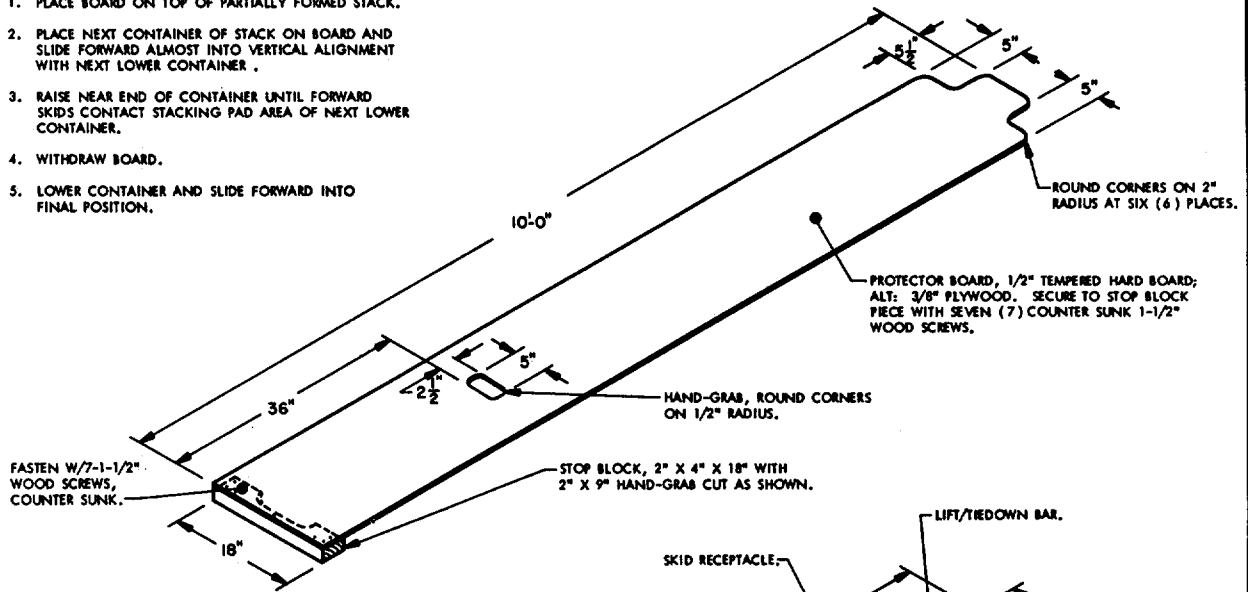 1. PLACE BOARD ON TOP OF PARTIALLY FORMED STACK.
2. PLACE NEXT CONTAINER OF STACK ON BOARD AND
SLIDE FORWARD ALMOST INTO VERTICAL ALIGNMENT
WITH NEXT LOWER CONTAINER .
3. RAISE NEAR END OF CONTAINER UNTIL FORWARD
SKIDS CONTACT STACKING PAD AREA OF NEXT LOWER
CONTAINER.
4. WITHDRAW BOARD.
5. LOWER CONTAINER AND SLIDE FORWARD INTO
FINAL POSITION.
5 1/2"
5"
5"
ROUND CORNERS ON 2"
RADIUS AT SIX (6) PLACES.
10'-0"
PROTECTOR BOARD, 1/2" TEMPERED HARD BOARD;
ALT: 3/8" PLYWOOD. SECURE TO STOP BLOCK
PIECE WITH SEVEN (7) COUNTER SUNK 1-1/2"
WOOD SCREWS.
5"
2 1/2"
36"
HAND-GRAB, ROUND CORNERS
ON 1/2" RADIUS.
FASTEN W/7-1-1/2"
WOOD SCREWS,
COUNTER SUNK.
STOP BLOCK, 2" X 4" X 18" WITH
2" X 9" HAND-GRAB CUT AS SHOWN.
18"
LIFT/TIEDOWN BAR.
SKID RECEPTACLE.